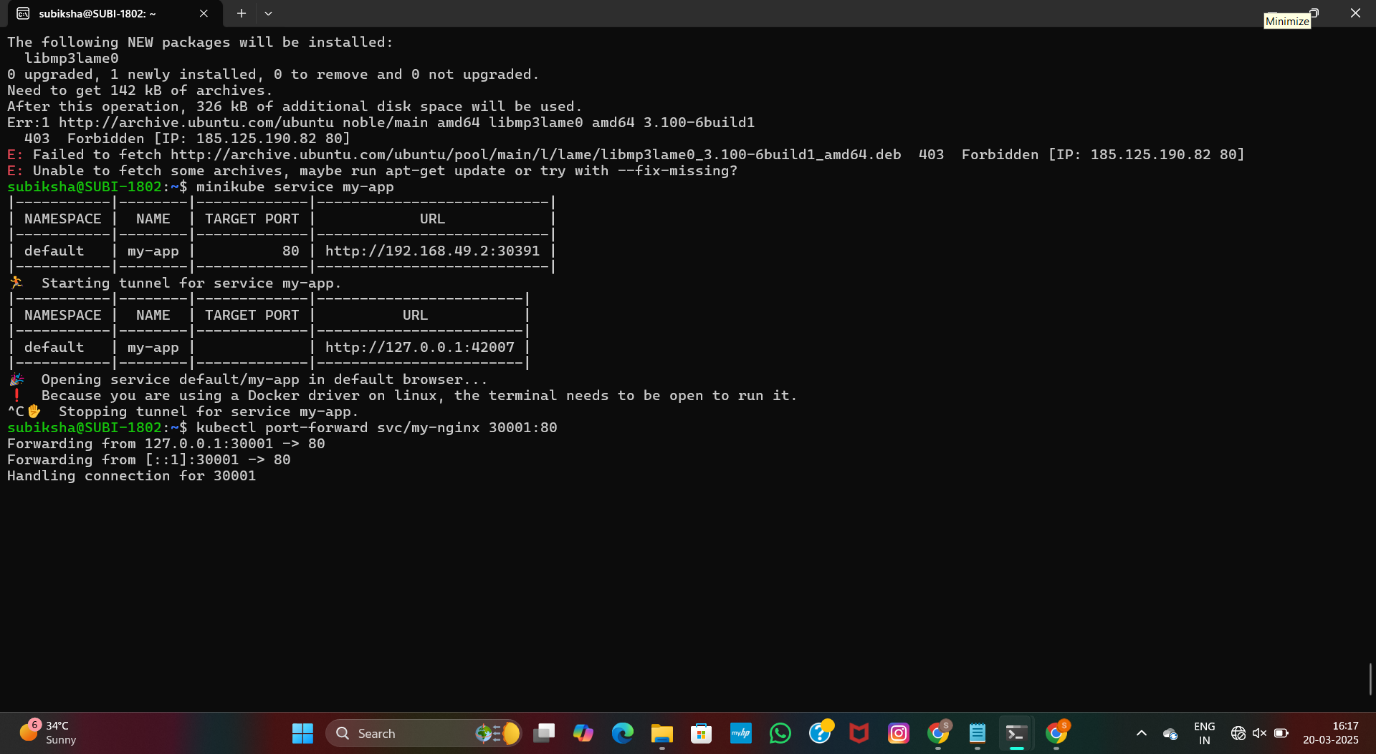 subiksha@SUBI-1802: ~
Minimize
The following NEW packages will be installed:
  libmp3lame0
0 upgraded, 1 newly installed, 0 to remove and 0 not upgraded.
Need to get 142 kB of archives.
After this operation, 326 kB of additional disk space will be used.
Err:1 http://archive.ubuntu.com/ubuntu noble/main amd64 libmp3lame0 amd64 3.100-6build1
  403  Forbidden [IP: 185.125.190.82 80]
E: Failed to fetch http://archive.ubuntu.com/ubuntu/pool/main/l/lame/libmp3lame0_3.100-6build1_amd64.deb  403  Forbidden [IP: 185.125.190.82 80]
E: Unable to fetch some archives, maybe run apt-get update or try with --fix-missing?
subiksha@SUBI-1802:~$ minikube service my-app
|-----------|--------|-------------|---------------------------|
| NAMESPACE |  NAME  | TARGET PORT |            URL            |
|-----------|--------|-------------|---------------------------|
| default   | my-app |          80 | http://192.168.49.2:30391 |
|-----------|--------|-------------|---------------------------|
🏃  Starting tunnel for service my-app.
|-----------|--------|-------------|------------------------|
| NAMESPACE |  NAME  | TARGET PORT |          URL           |
|-----------|--------|-------------|------------------------|
| default   | my-app |             | http://127.0.0.1:42007 |
|-----------|--------|-------------|------------------------|
🎉  Opening service default/my-app in default browser...
❗  Because you are using a Docker driver on linux, the terminal needs to be open to run it.
^C✋  Stopping tunnel for service my-app.
subiksha@SUBI-1802:~$ kubectl port-forward svc/my-nginx 30001:80
Forwarding from 127.0.0.1:30001 -> 80
Forwarding from [::1]:30001 -> 80
Handling connection for 30001
6
34°C
Sunny
Search
myhp
S
S
ENG
IN
16:17
20-03-2025